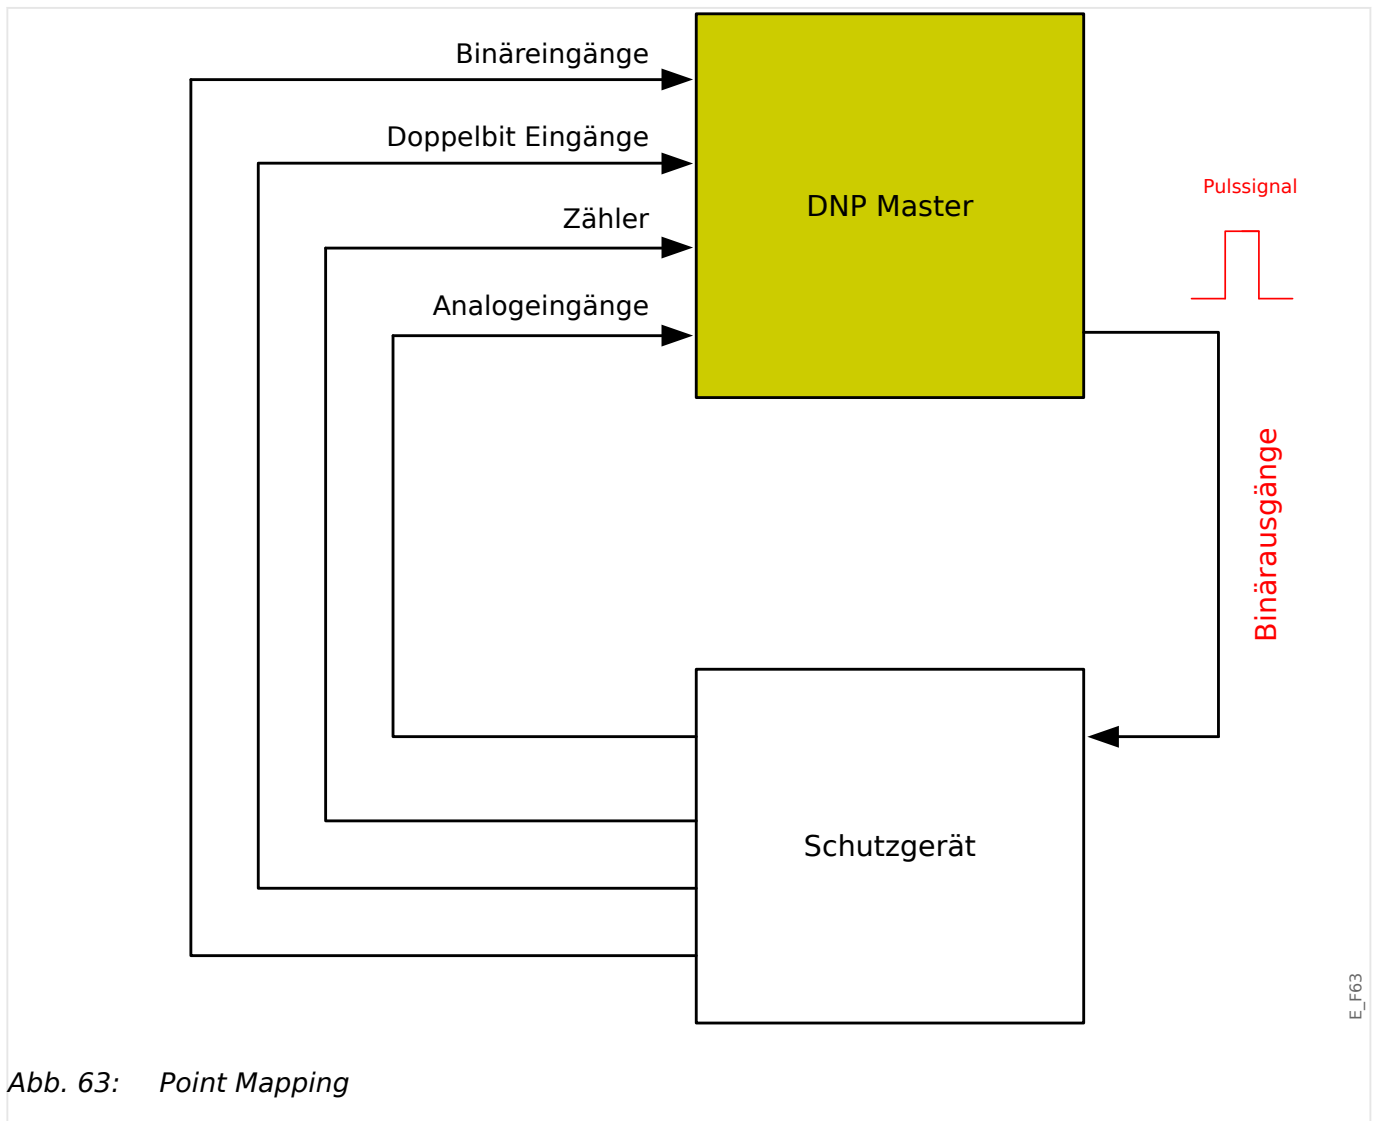 Binäreingänge
Doppelbit Eingänge
Zähler
Analogeingänge
DNP Master
Pulssignal
Binärausgänge
Schutzgerät
E_F63
Abb. 63: Point Mapping